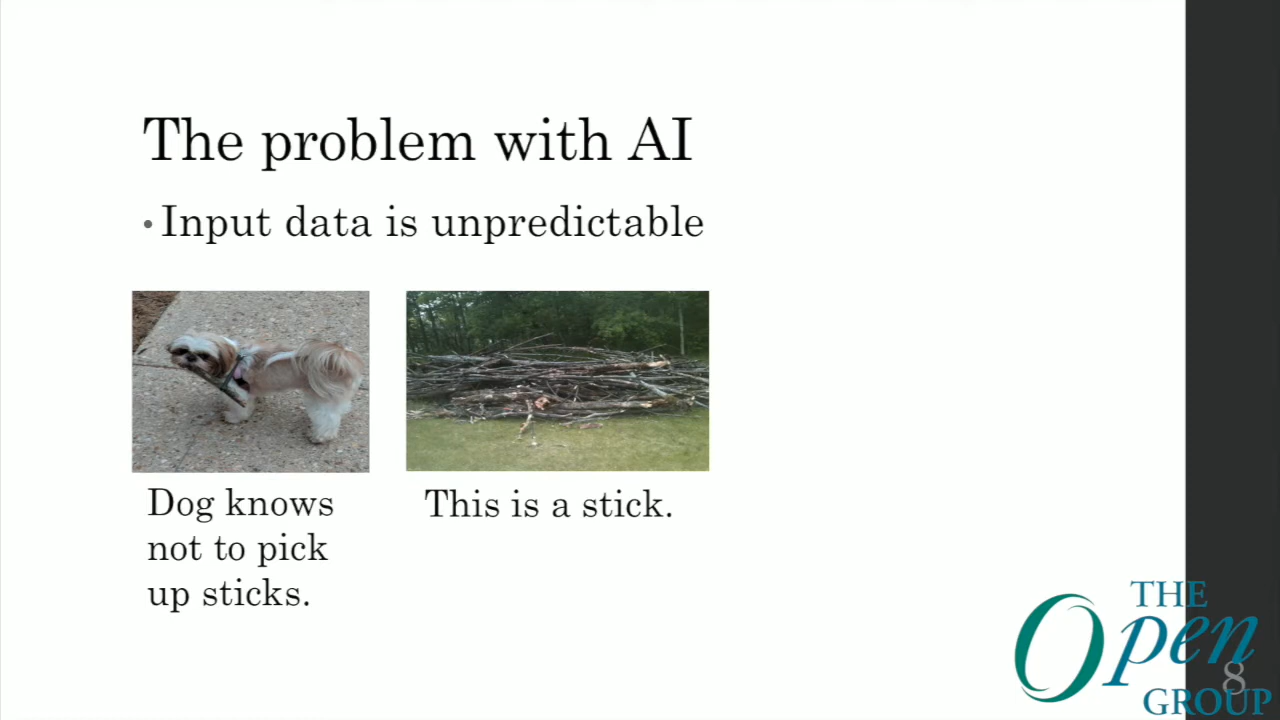 The problem with AI
• Input data is unpredictable
Dog knows
not to pick
up sticks.
This is a stick.
THE
Open
GROUP
8